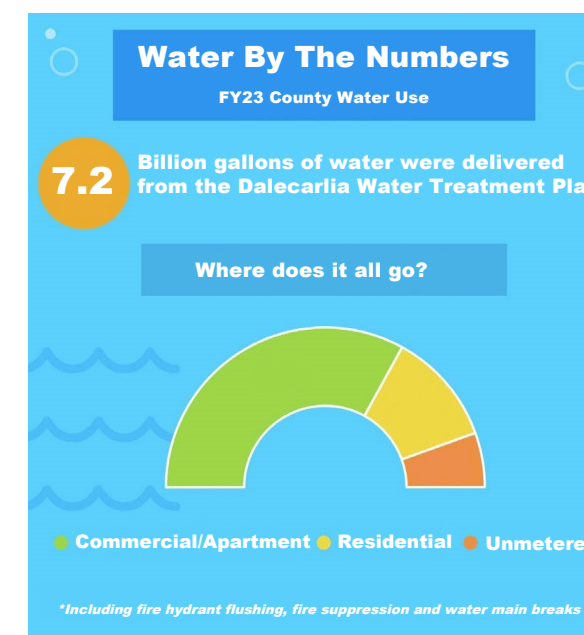 Water By The Numbers
FY23 County Water Use
7.2
Billion gallons of water were delivered
from the Dalecarlia Water Treatment Pla
Where does it all go?
Commercial/Apartment Residential Unmetere
*Including fire hydrant flushing, fire suppression and water main breaks